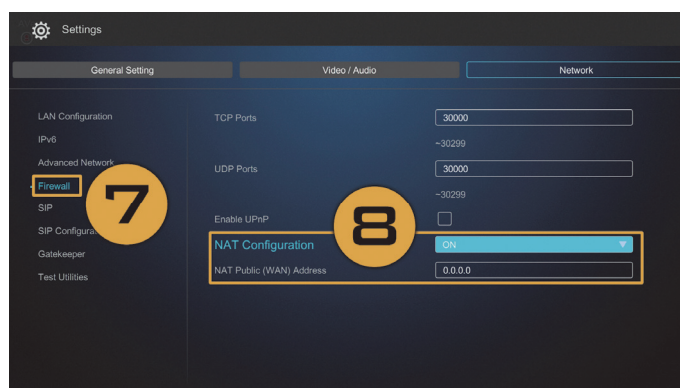 Settings
General Setting
Video / Audio
Network
LAN Configuration
IPv6
Advanced Network
Firewall
SIP
SIP
Gatekeeper
Test Utilities
7
TCP Ports
30000
~30299
UDP Ports
30000
~30299
Enable UPnP
8
NAT Configuration
ON
NAT Public (WAN) Address
0.0.0.0